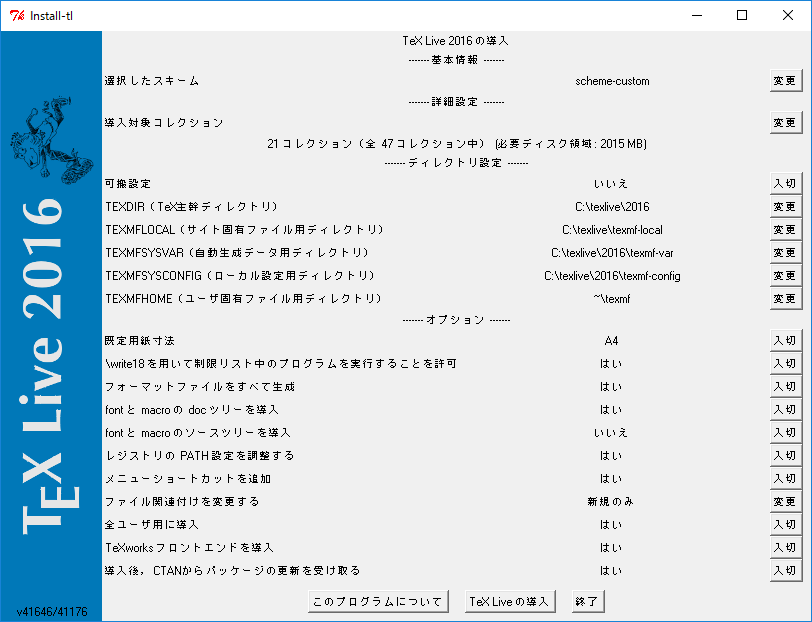 Install-tl
TeX Live 2016 の導入
------- 基本情報 -------
選択したスキーム scheme-custom 変更
------- 詳細設定 -------
導入対象コレクション 変更
21 コレクション（全 47 コレクション中） (必要ディスク領域: 2015 MB)
------- ディレクトリ設定 -------
可搬設定 いいえ 入切
TEXDIR（TeX主幹ディレクトリ） C:\texlive\2016 変更
TEXMFLOCAL（サイト固有ファイル用ディレクトリ） C:\texlive\texmf-local 変更
TEXMFSYSVAR（自動生成データ用ディレクトリ） C:\texlive\2016\texmf-var 変更
TEXMFSYSCONFIG（ローカル設定用ディレクトリ） C:\texlive\2016\texmf-config 変更
TEXMFHOME（ユーザ固有ファイル用ディレクトリ） ~\texmf 変更
------- オプション -------
既定用紙寸法 A4 入切
\write18 を用いて制限リスト中のプログラムを実行することを許可 はい 入切
フォーマットファイルをすべて生成 はい 入切
font と macro の doc ツリーを導入 はい 入切
font と macro のソースツリーを導入 いいえ 入切
レジストリの PATH 設定を調整する はい 入切
メニューショートカットを追加 はい 入切
ファイル関連付けを変更する 新規のみ 変更
全ユーザ用に導入 はい 入切
TeXworks フロントエンドを導入 はい 入切
導入後，CTANからパッケージの更新を受け取る はい 入切
このプログラムについて TeX Live の導入 終了
TEX Live 2016
v41646/41176